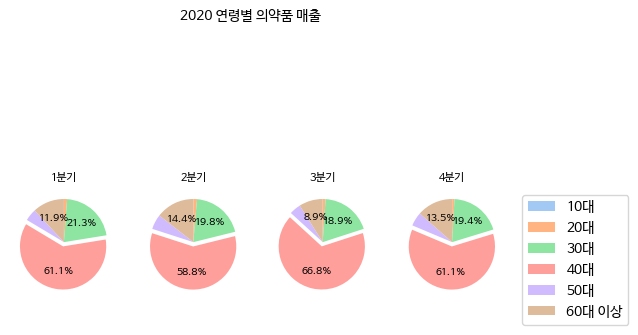 2020 연령별 의약품 매출
1분기
2분기
3분기
4분기
11.9%
21.3%
61.1%
14.4%
19.8%
58.8%
8.9%
18.9%
66.8%
13.5%
19.4%
61.1%
10대
20대
30대
40대
50대
60대 이상